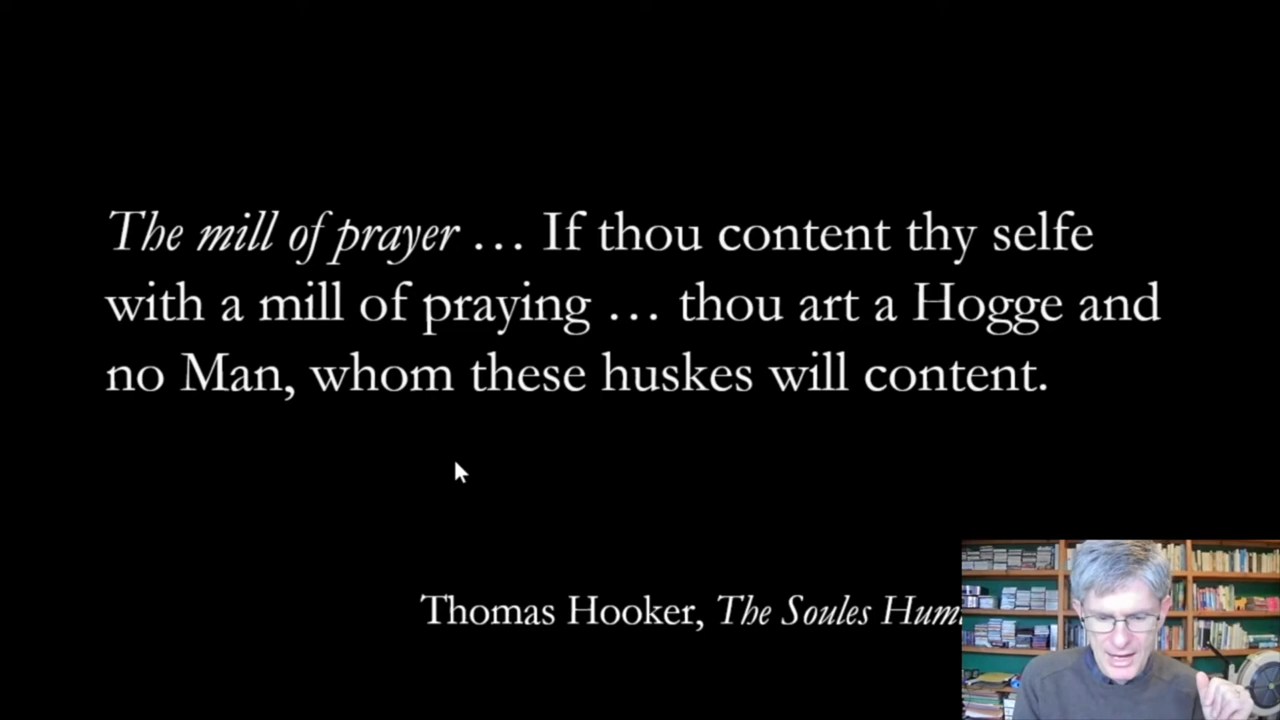 The mill of prayer … If thou content thy selfe
with a mill of praying … thou art a Hogge and
no Man, whom these huskes will content.
Thomas Hooker, The Soules Hum